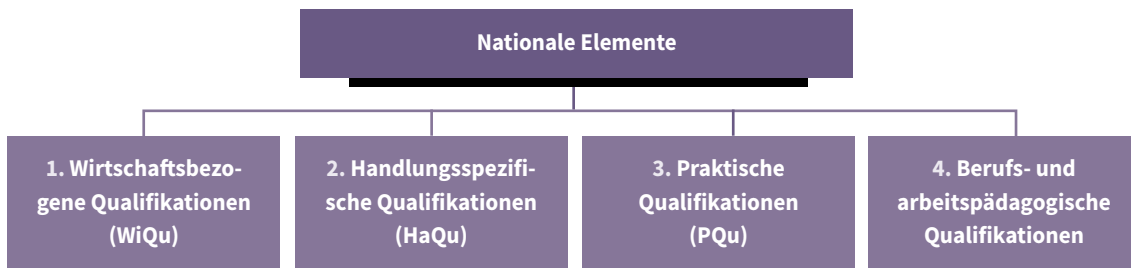 Nationale Elemente
1. Wirtschaftsbezo-
gene Qualifikationen
(WiQu)
2. Handlungsspezifi-
sche Qualifikationen
(HaQu)
3. Praktische
Qualifikationen
(PQu)
4. Berufs- und
arbeitspädagogische
Qualifikationen